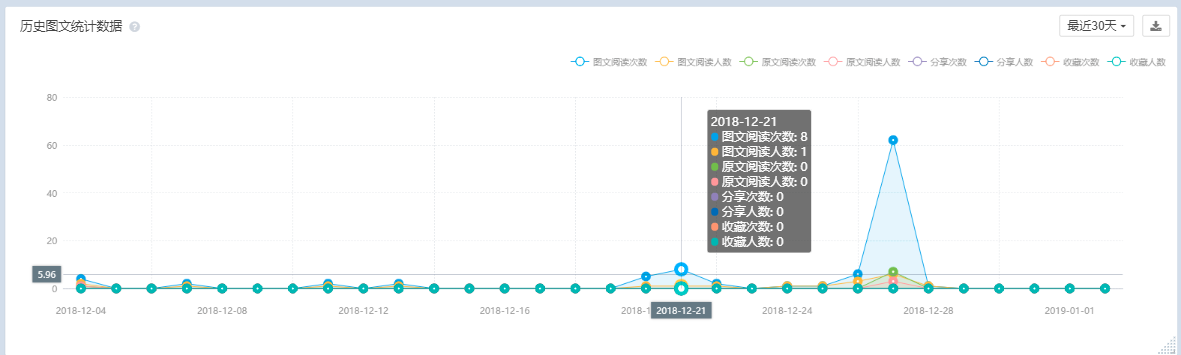 历史图文统计数据 ?
最近30天
图文阅读次数 图文阅读人数 原文阅读次数 原文阅读人数 分享次数 分享人数 收藏次数 收藏人数
80
60
40
20
5.96
0
2018-12-21
图文阅读次数: 8
图文阅读人数: 1
原文阅读次数: 0
原文阅读人数: 0
分享次数: 0
分享人数: 0
收藏次数: 0
收藏人数: 0
2018-12-04 2018-12-08 2018-12-12 2018-1 2018-12-21 2018-12-24 2018-12-28 2019-01-01